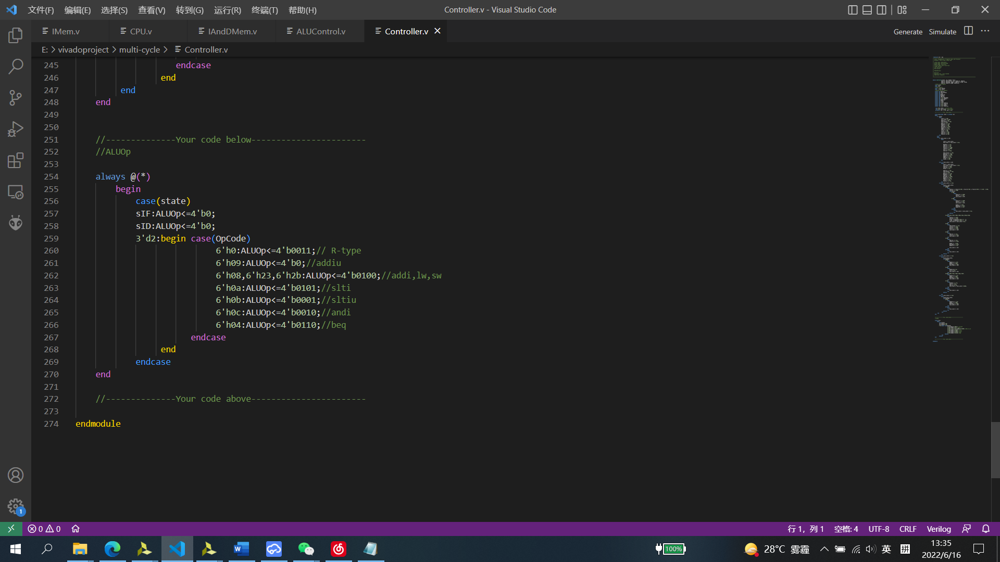 文件(F) 编辑(E) 选择(S) 查看(V) 转到(G) 运行(R) 终端(T) 帮助(H) Controller.v - Visual Studio Code
IMem.v CPU.v IAndDMem.v ALUControl.v Controller.v Generate Simulate
E: > vivadoproject > multi-cycle > Controller.v
245 endcase
246 end
247 end
248 end
249
250
251 //--------------Your code below-----------------------
252 //ALUOp
253
254 always @(*)
255 begin
256 case(state)
257 sIF:ALUOp<=4'b0;
258 sID:ALUOp<=4'b0;
259 3'd2:begin case(OpCode)
260 6'h0:ALUOp<=4'b0011;// R-type
261 6'h09:ALUOp<=4'b0;//addiu
262 6'h08,6'h23,6'h2b:ALUOp<=4'b0100;//addi,lw,sw
263 6'h0a:ALUOp<=4'b0101;//slti
264 6'h0b:ALUOp<=4'b0001;//sltiu
265 6'h0c:ALUOp<=4'b0010;//andi
266 6'h04:ALUOp<=4'b0110;//beq
267 endcase
268 end
269 endcase
270 end
271
272 //--------------Your code above-----------------------
273
274 endmodule
1
0 0 行 1，列 1 空格: 4 UTF-8 CRLF Verilog
100% 28°C 雾霾 英 拼 13:35
2022/6/16